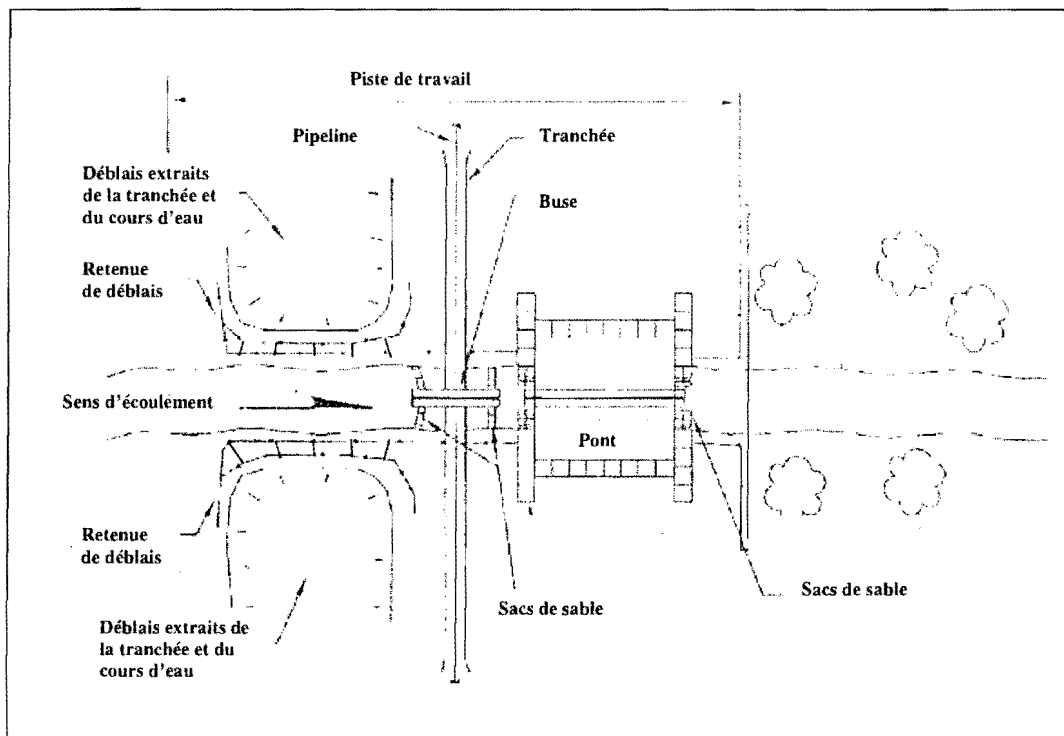 Piste de travail
Pipeline
Tranchée
Déblais extraits
de la tranchée et
du cours d'eau
Buse
Retenue
de déblais
Sens d'écoulement
Pont
Retenue
de déblais
Sacs de sable
Sacs de sable
Déblais extraits de
la tranchée et du
cours d'eau